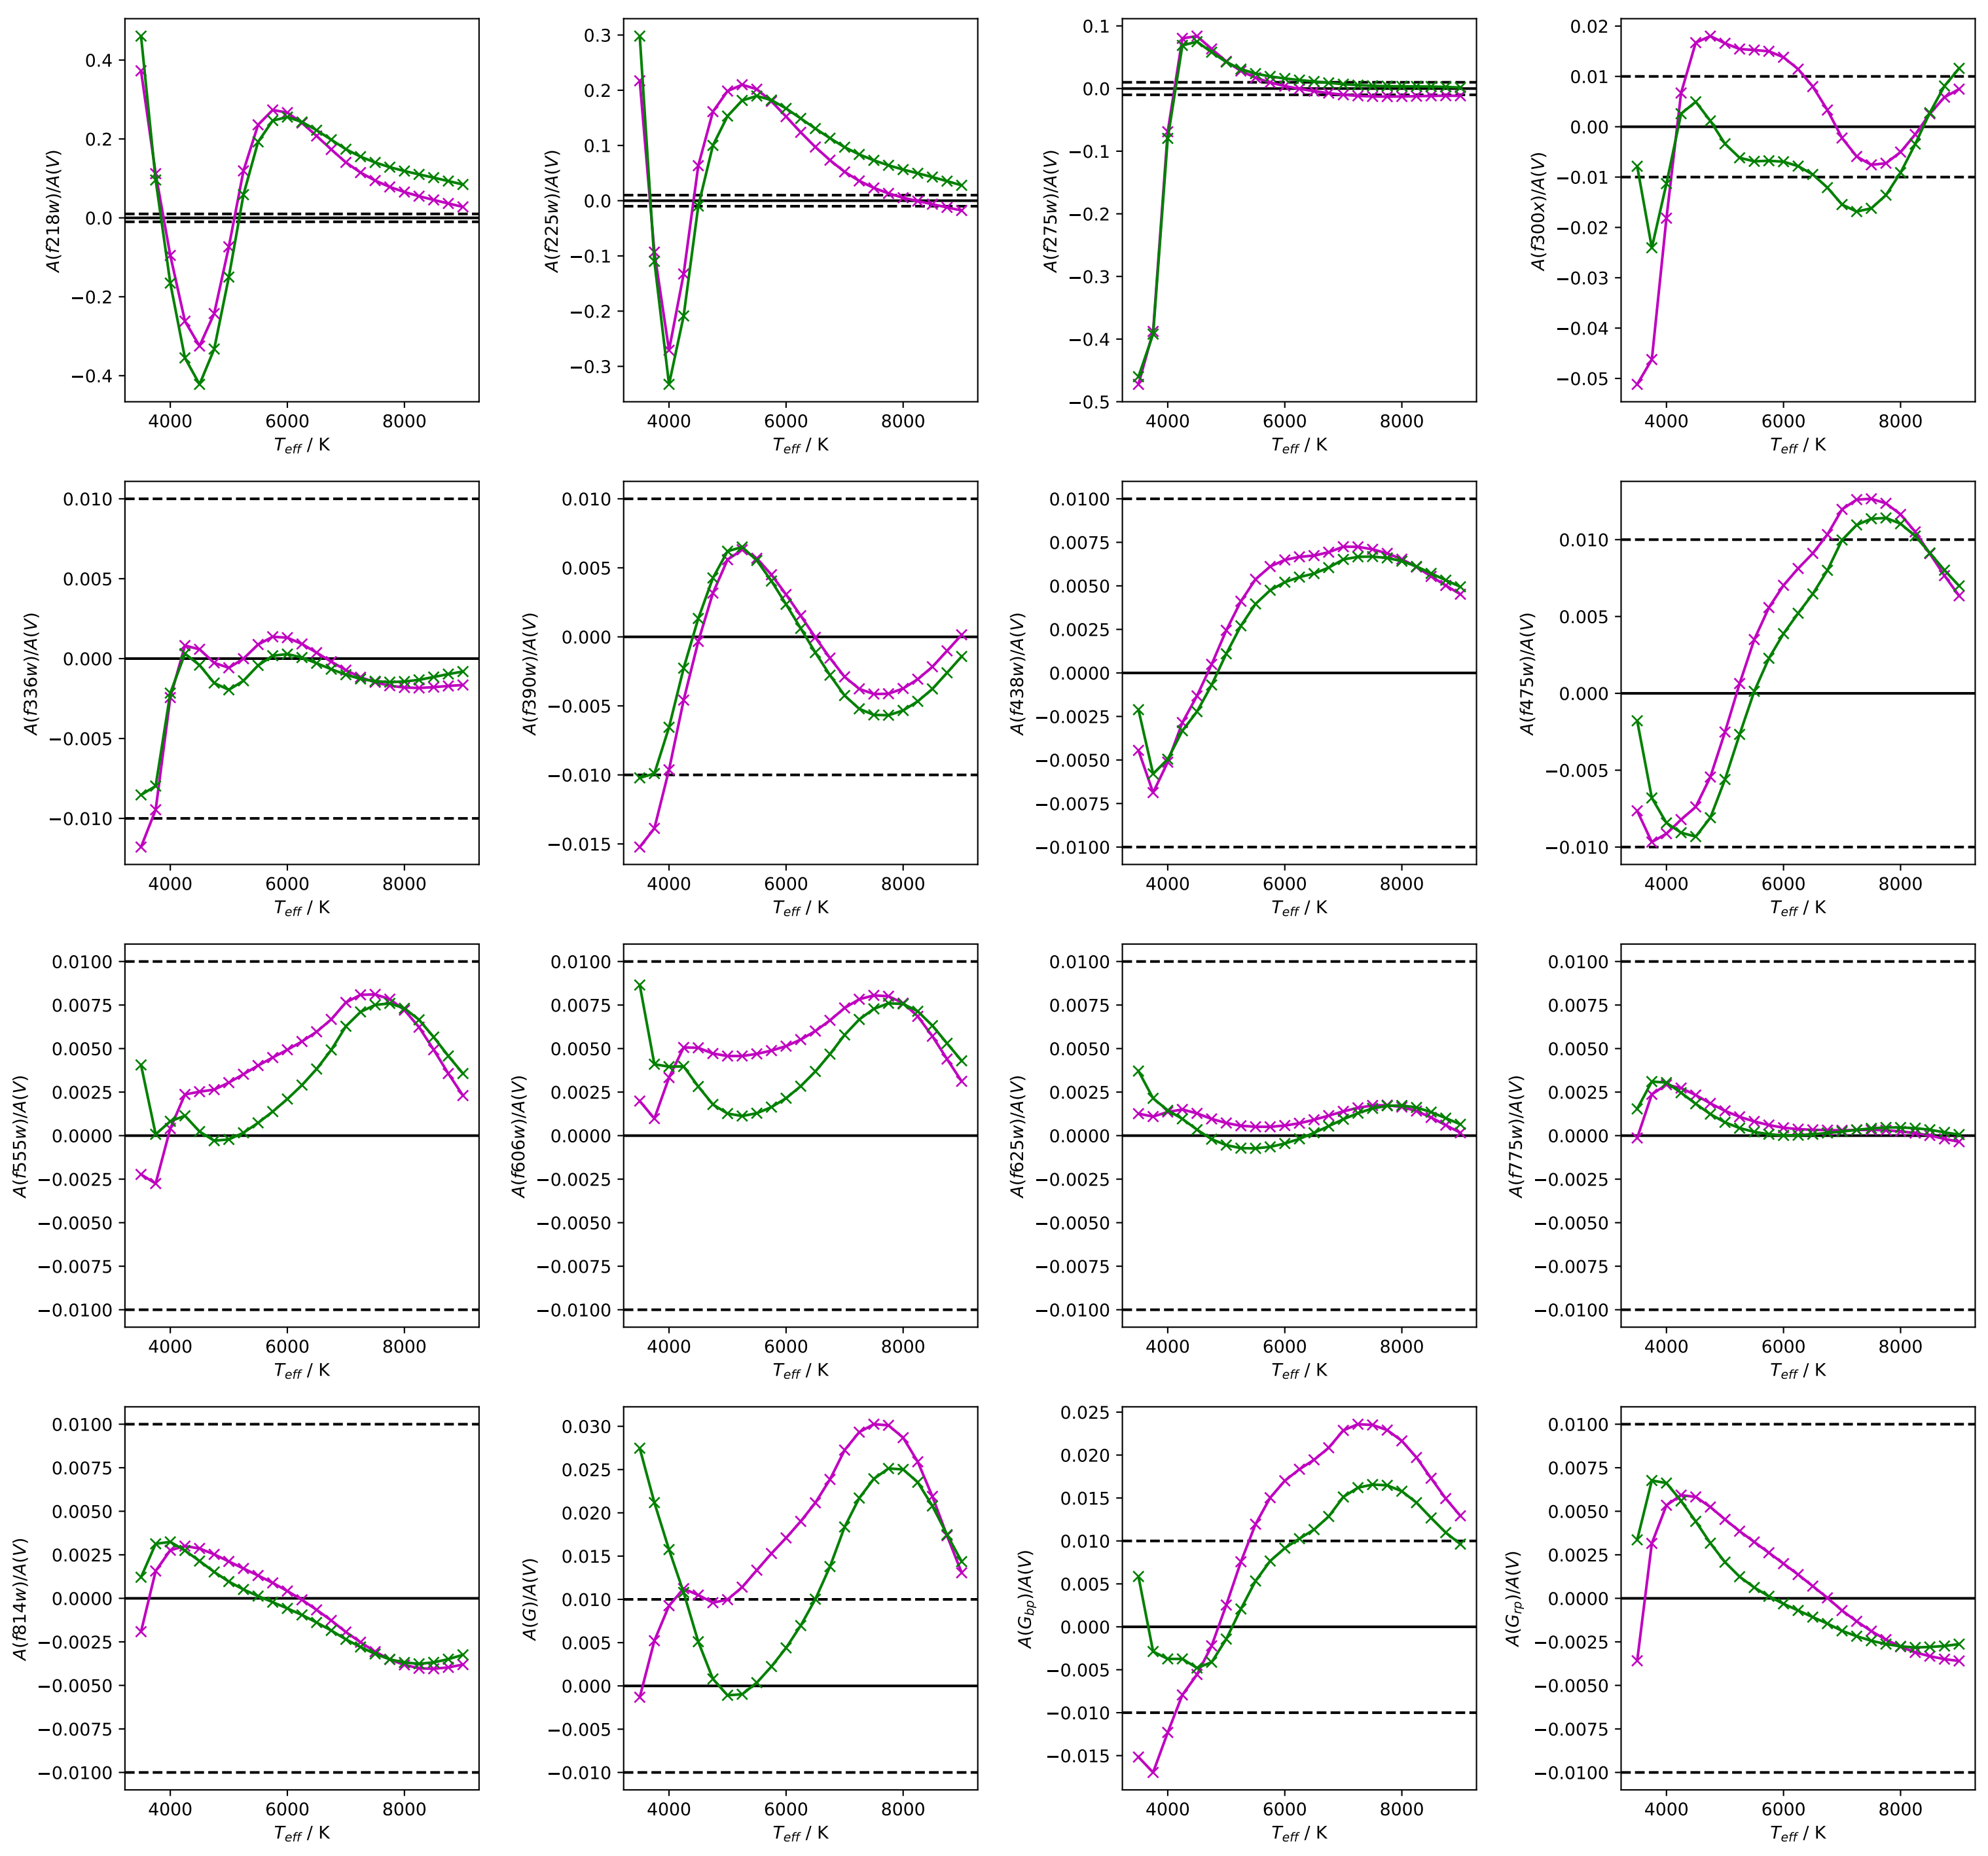 A(f218w)/A(V)
0.4
0.2
0.0
−0.2
−0.4
4000 6000 8000
T_eff / K
A(f225w)/A(V)
0.3
0.2
0.1
0.0
−0.1
−0.2
−0.3
4000 6000 8000
T_eff / K
A(f275w)/A(V)
0.1
0.0
−0.1
−0.2
−0.3
−0.4
−0.5
4000 6000 8000
T_eff / K
A(f300x)/A(V)
0.02
0.01
0.00
−0.01
−0.02
−0.03
−0.04
−0.05
4000 6000 8000
T_eff / K
A(f336w)/A(V)
0.010
0.005
0.000
−0.005
−0.010
4000 6000 8000
T_eff / K
A(f390w)/A(V)
0.010
0.005
0.000
−0.005
−0.010
−0.015
4000 6000 8000
T_eff / K
A(f438w)/A(V)
0.0100
0.0075
0.0050
0.0025
0.0000
−0.0025
−0.0050
−0.0075
−0.0100
4000 6000 8000
T_eff / K
A(f475w)/A(V)
0.010
0.005
0.000
−0.005
−0.010
4000 6000 8000
T_eff / K
A(f555w)/A(V)
0.0100
0.0075
0.0050
0.0025
0.0000
−0.0025
−0.0050
−0.0075
−0.0100
4000 6000 8000
T_eff / K
A(f606w)/A(V)
0.0100
0.0075
0.0050
0.0025
0.0000
−0.0025
−0.0050
−0.0075
−0.0100
4000 6000 8000
T_eff / K
A(f625w)/A(V)
0.0100
0.0075
0.0050
0.0025
0.0000
−0.0025
−0.0050
−0.0075
−0.0100
4000 6000 8000
T_eff / K
A(f775w)/A(V)
0.0100
0.0075
0.0050
0.0025
0.0000
−0.0025
−0.0050
−0.0075
−0.0100
4000 6000 8000
T_eff / K
A(f814w)/A(V)
0.0100
0.0075
0.0050
0.0025
0.0000
−0.0025
−0.0050
−0.0075
−0.0100
4000 6000 8000
T_eff / K
A(G)/A(V)
0.030
0.025
0.020
0.015
0.010
0.005
0.000
−0.005
−0.010
4000 6000 8000
T_eff / K
A(G_bp)/A(V)
0.025
0.020
0.015
0.010
0.005
0.000
−0.005
−0.010
−0.015
4000 6000 8000
T_eff / K
A(G_rp)/A(V)
0.0100
0.0075
0.0050
0.0025
0.0000
−0.0025
−0.0050
−0.0075
−0.0100
4000 6000 8000
T_eff / K